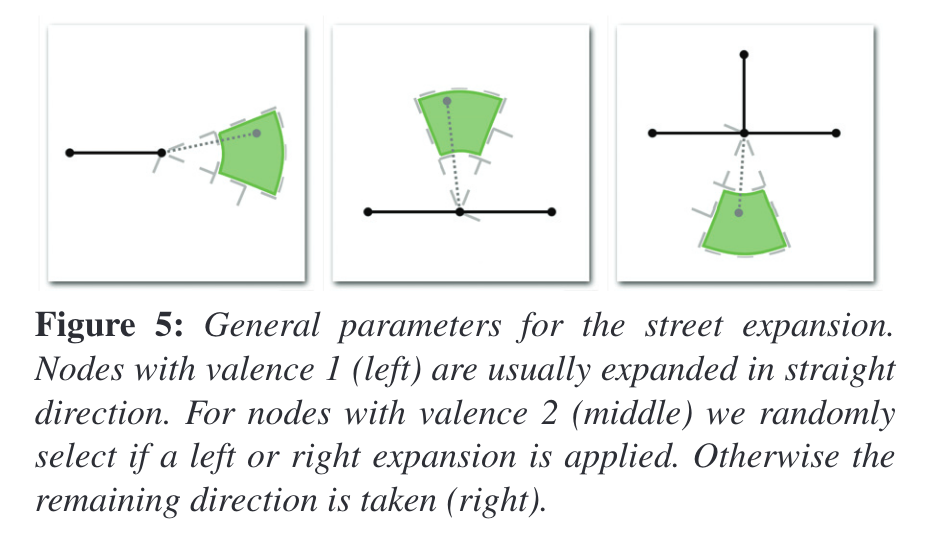 Figure 5: General parameters for the street expansion.
Nodes with valence 1 (left) are usually expanded in straight
direction. For nodes with valence 2 (middle) we randomly
select if a left or right expansion is applied. Otherwise the
remaining direction is taken (right).